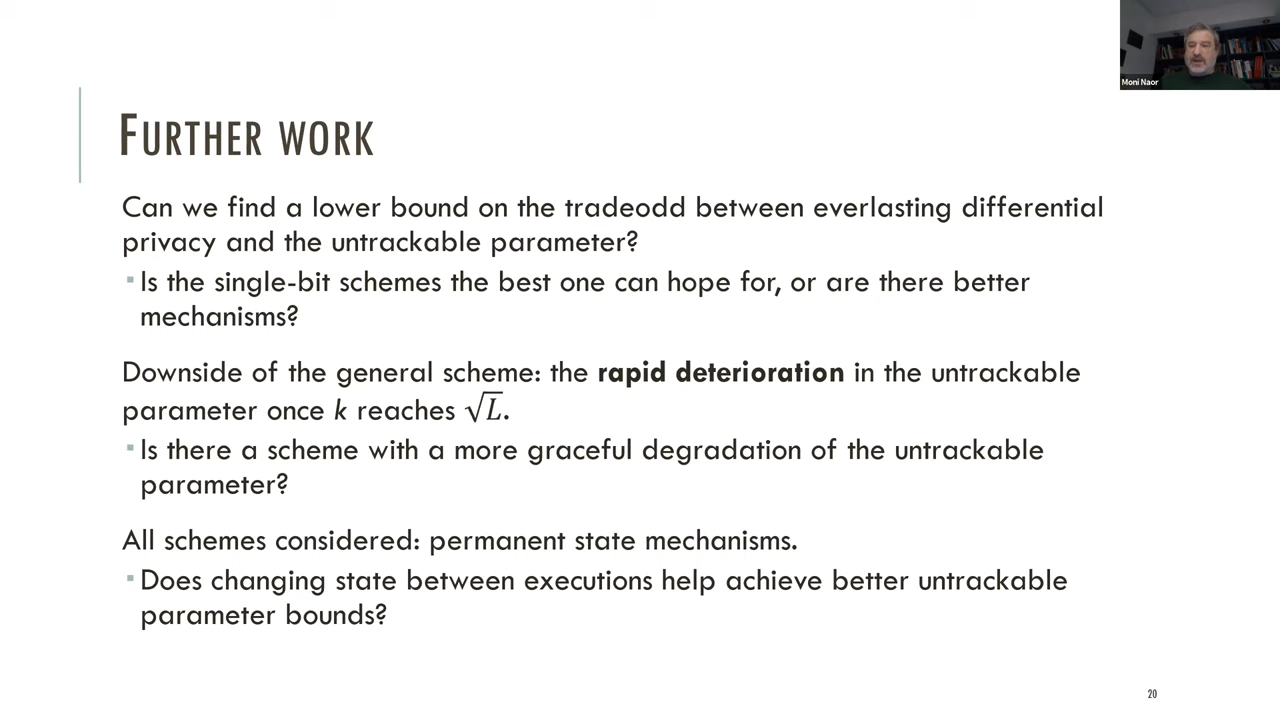 Moni Naor
FURTHER WORK
Can we find a lower bound on the tradeodd between everlasting differential
privacy and the untrackable parameter?
▪ Is the single-bit schemes the best one can hope for, or are there better
mechanisms?
Downside of the general scheme: the rapid deterioration in the untrackable
parameter once k reaches √L.
▪ Is there a scheme with a more graceful degradation of the untrackable
parameter?
All schemes considered: permanent state mechanisms.
▪ Does changing state between executions help achieve better untrackable
parameter bounds?
20